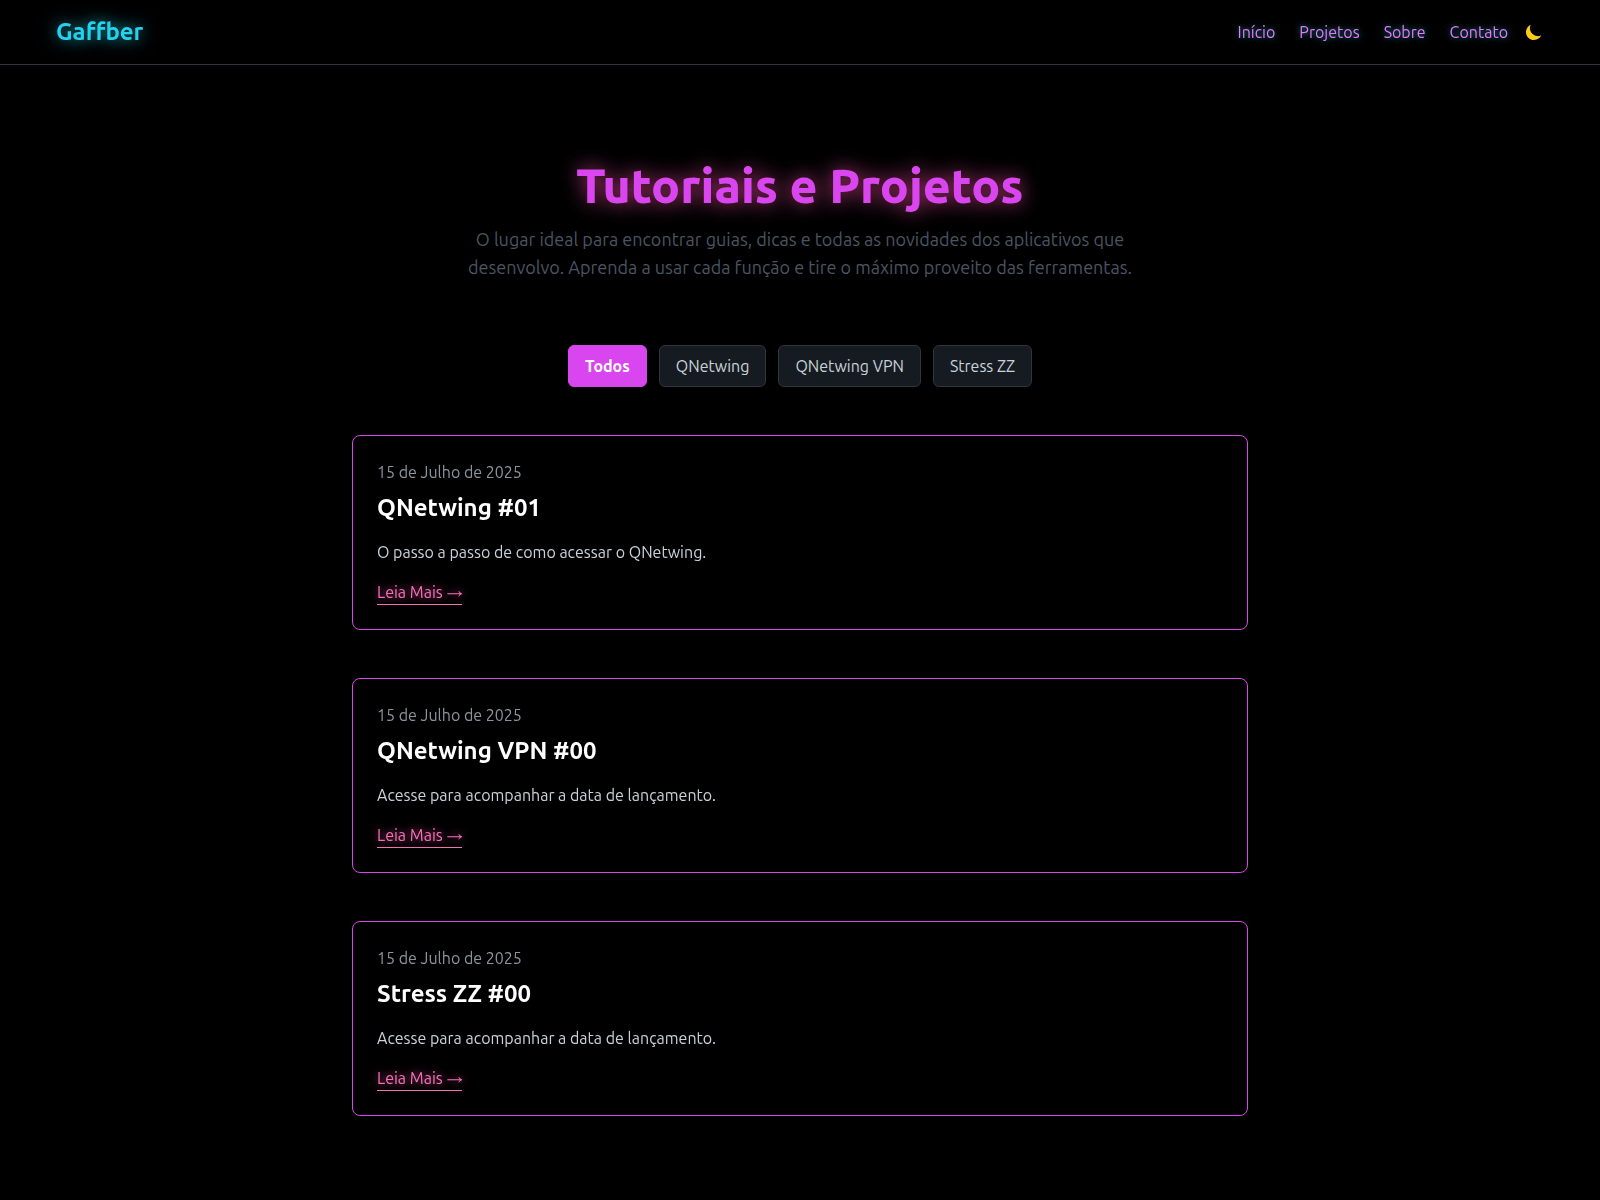 Gaffber
Início Projetos Sobre Contato
Tutoriais e Projetos
O lugar ideal para encontrar guias, dicas e todas as novidades dos aplicativos que
desenvolvo. Aprenda a usar cada função e tire o máximo proveito das ferramentas.
Todos QNetwing QNetwing VPN Stress ZZ
15 de Julho de 2025
QNetwing #01
O passo a passo de como acessar o QNetwing.
Leia Mais →
15 de Julho de 2025
QNetwing VPN #00
Acesse para acompanhar a data de lançamento.
Leia Mais →
15 de Julho de 2025
Stress ZZ #00
Acesse para acompanhar a data de lançamento.
Leia Mais →